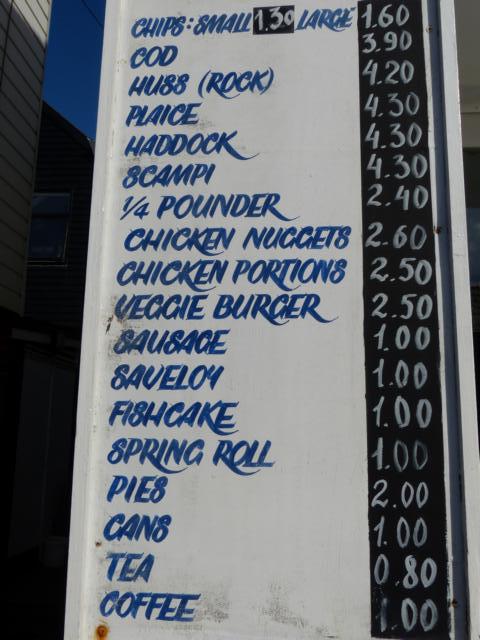 CHIPS: SMALL 1.30 LARGE 1.60
COD 3.90
HUSS (ROCK) 4.20
PLAICE 4.30
HADDOCK 4.30
SCAMPI 4.30
1/4 POUNDER 2.40
CHICKEN NUGGETS 2.60
CHICKEN PORTIONS 2.50
VEGGIE BURGER 2.50
SAUSAGE 1.00
SAVELOY 1.00
FISHCAKE 1.00
SPRING ROLL 1.00
PIES 2.00
CANS 1.00
TEA 0.80
COFFEE 1.00